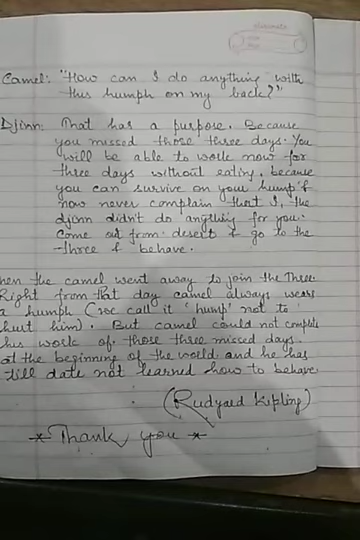 Camel: "How can I do anything with
this humph on my back?"
Djinn: That has a purpose. Because
you missed those three days. You
will be able to work now for
three days without eating, because
you can survive on your hump &
now never complain that I, the
djinn didn't do anything for you.
Come out from desert & go to the
three & behave.
hen the camel went away to join the Three.
Right from that day camel always wears
a humph (we call it 'hump' not to
hurt him). But camel could not complete
his work of those three missed days
at the beginning of the world and he has
till date not learned how to behave
(Rudyard Kipling)
Thank you